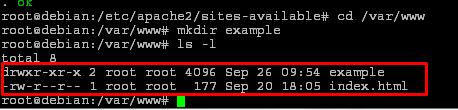 . ok
root@debian:/etc/apache2/sites-available# cd /var/www
root@debian:/var/www# mkdir example
root@debian:/var/www# ls -l
total 8
drwxr-xr-x 2 root root 4096 Sep 26 09:54 example
-rw-r--r-- 1 root root  177 Sep 20 18:05 index.html
root@debian:/var/www#